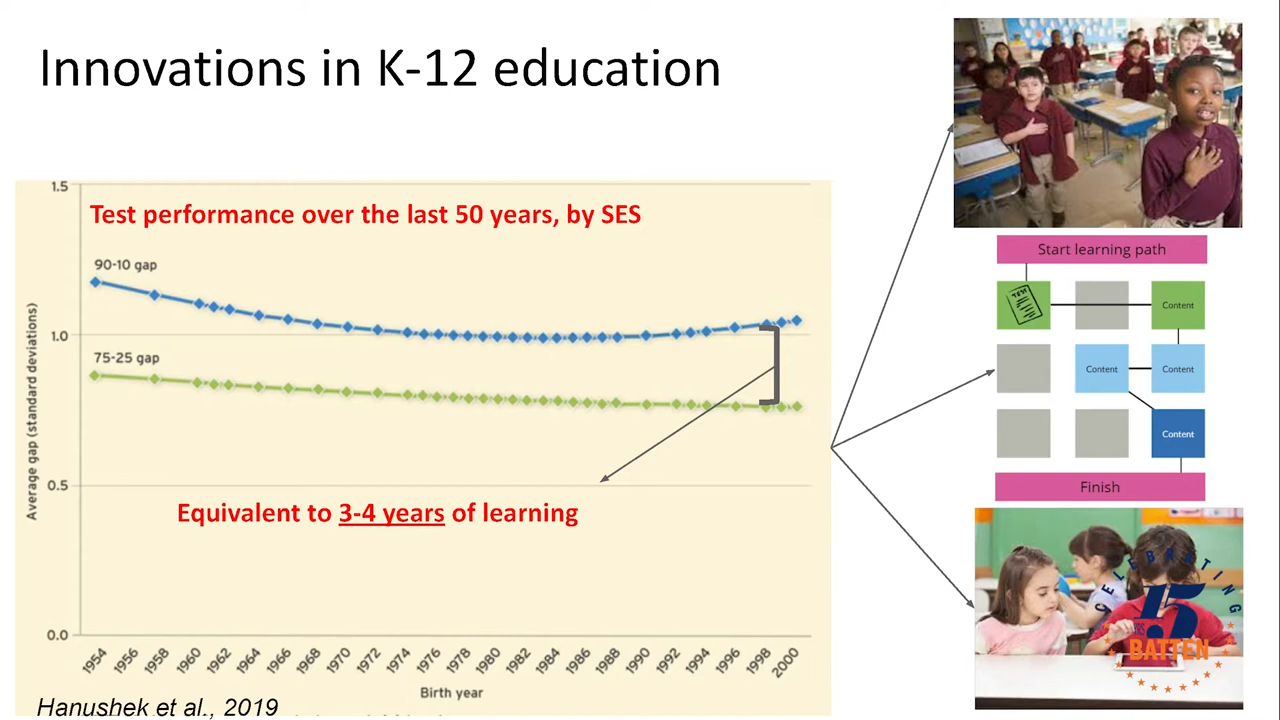 Innovations in K-12 education
1.5
Test performance over the last 50 years, by SES
90-10 gap
1.0
75-25 gap
0.5
Equivalent to 3-4 years of learning
0.0
Average gap (standard deviations)
1954 1956 1958 1960 1962 1964 1966 1968 1970 1972 1974 1976 1978 1980 1982 1984 1986 1988 1990 1992 1994 1996 1998 2000
Birth year
Hanushek et al., 2019
Start learning path
TEST
Content
Content
Content
Content
Finish
CELEBRATING
15
YRS
BATTEN